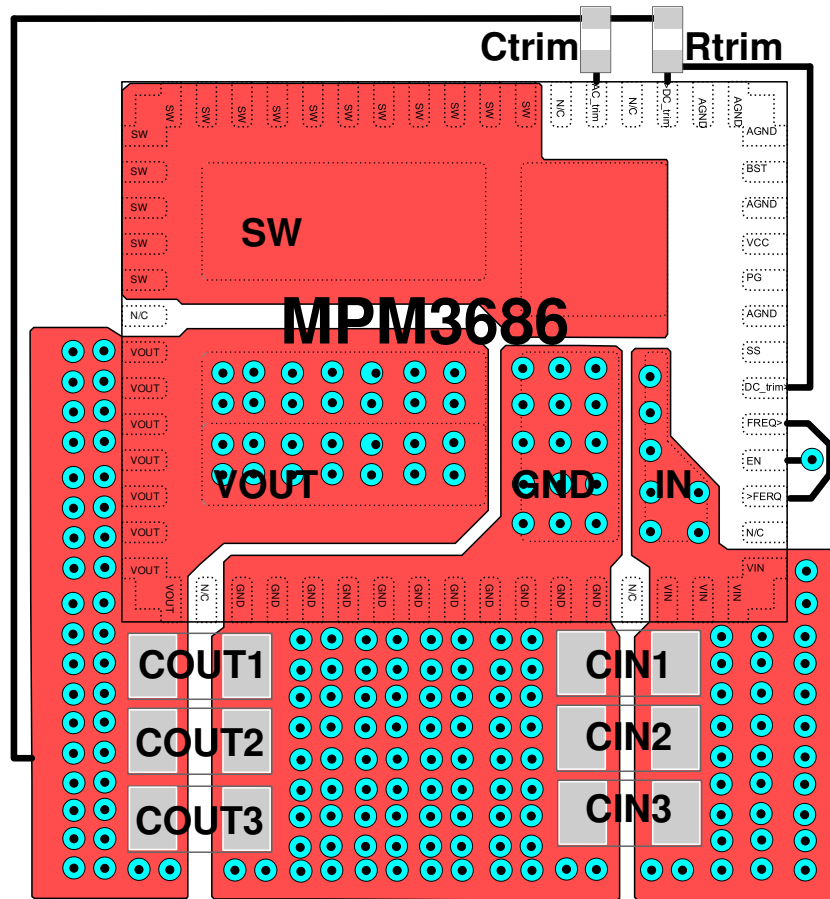 Ctrim Rtrim
SW SW SW SW SW SW SW SW SW SW SW N/C AC_trim N/C >DC_trim AGND AGND
SW AGND
SW BST
SW AGND
SW VCC
SW PG
SW
N/C AGND
MPM3686
VOUT SS
VOUT DC_trim>
VOUT FREQ>
VOUT EN
VOUT GND IN
VOUT >FERQ
VOUT N/C
VOUT VIN
VOUT N/C GND GND GND GND GND GND GND GND GND GND GND N/C VIN VIN VIN
COUT1 CIN1
COUT2 CIN2
COUT3 CIN3